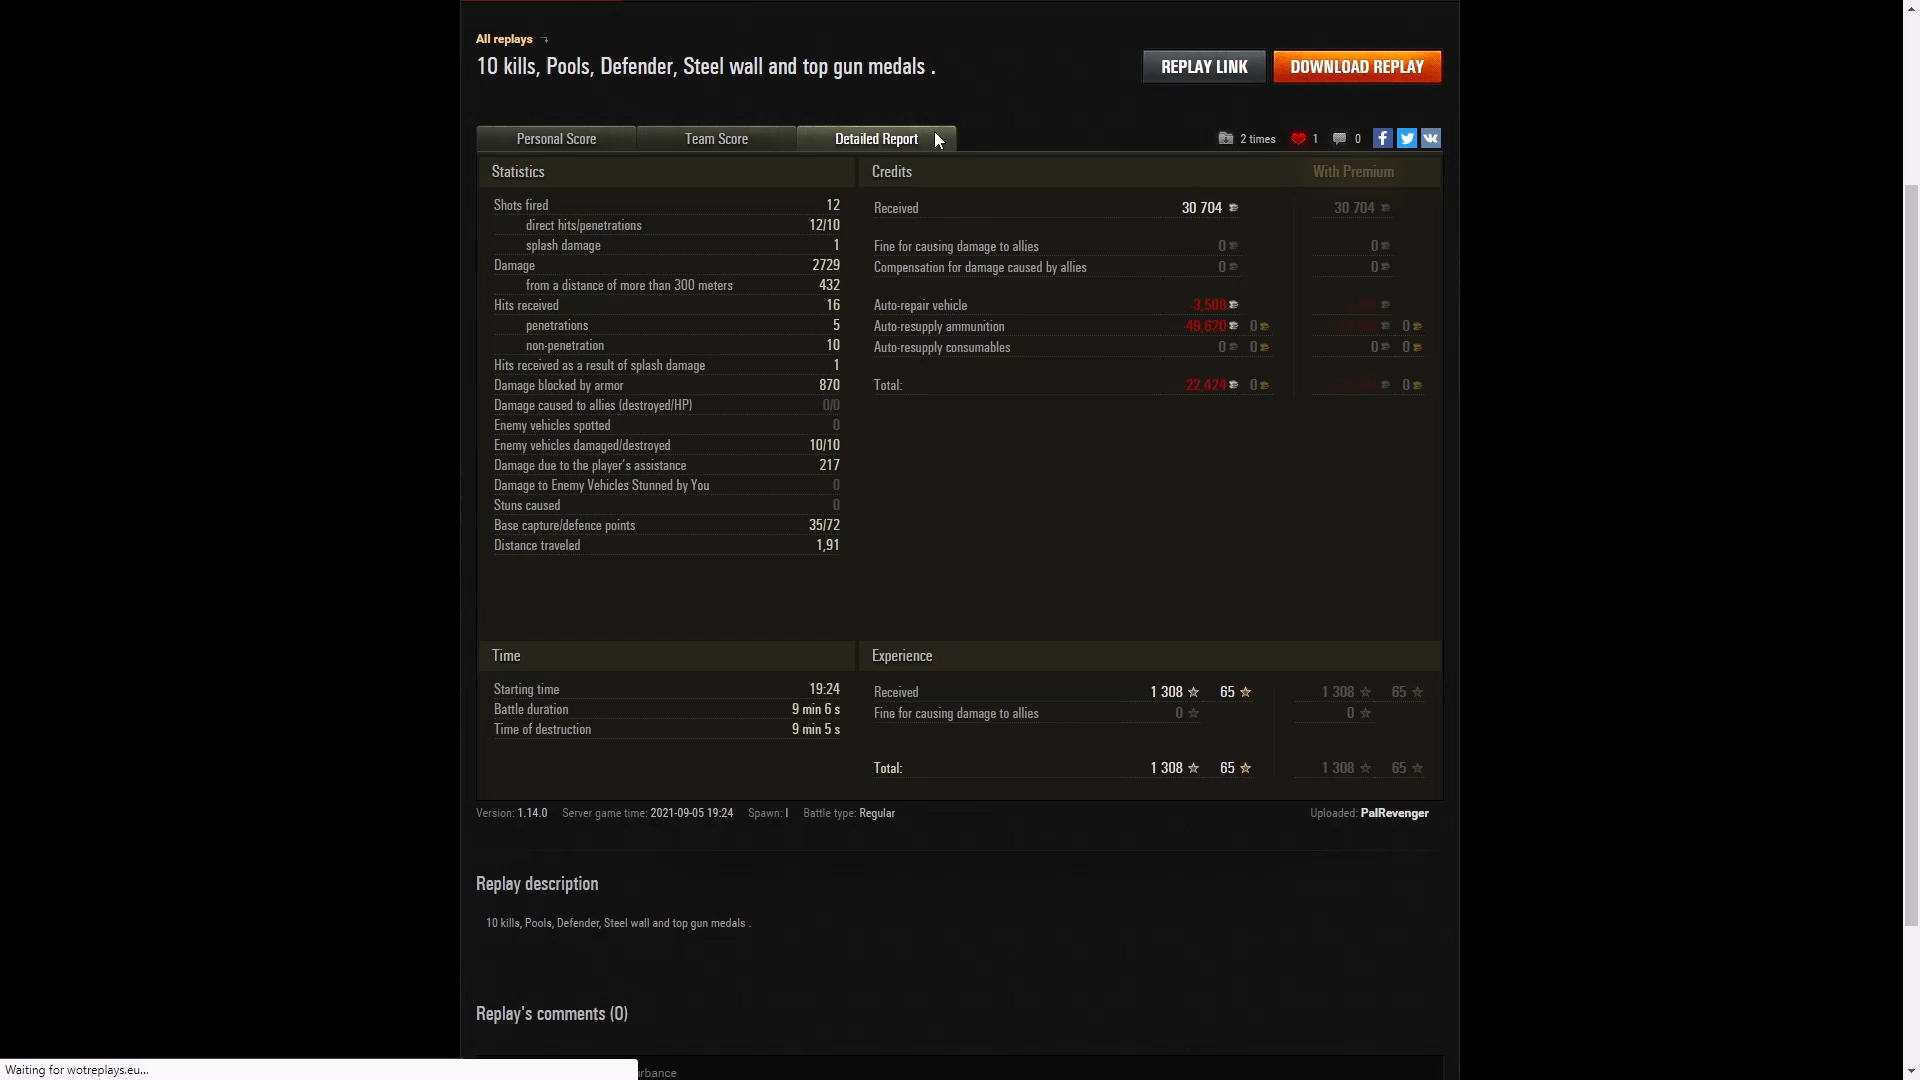 All replays
10 kills, Pools, Defender, Steel wall and top gun medals .
REPLAY LINK
DOWNLOAD REPLAY
Personal Score
Team Score
Detailed Report
2 times
1
0
Statistics
Shots fired 12
direct hits/penetrations 12/10
splash damage 1
Damage 2729
from a distance of more than 300 meters 432
Hits received 16
penetrations 5
non-penetration 10
Hits received as a result of splash damage 1
Damage blocked by armor 870
Damage caused to allies (destroyed/HP) 0/0
Enemy vehicles spotted 0
Enemy vehicles damaged/destroyed 10/10
Damage due to the player's assistance 217
Damage to Enemy Vehicles Stunned by You 0
Stuns caused 0
Base capture/defence points 35/72
Distance traveled 1,91
Credits With Premium
Received 30 704 30 704
Fine for causing damage to allies 0 0
Compensation for damage caused by allies 0 0
Auto-repair vehicle -3,508
Auto-resupply ammunition -49,620 0 0
Auto-resupply consumables 0 0 0 0
Total: -22,424 0 0
Time
Starting time 19:24
Battle duration 9 min 6 s
Time of destruction 9 min 5 s
Experience
Received 1 308 65 1 308 65
Fine for causing damage to allies 0 0
Total: 1 308 65 1 308 65
Version: 1.14.0 Server game time: 2021-09-05 19:24 Spawn: I Battle type: Regular
Uploaded: PalRevenger
Replay description
10 kills, Pools, Defender, Steel wall and top gun medals .
Replay's comments (0)
Waiting for wotreplays.eu...